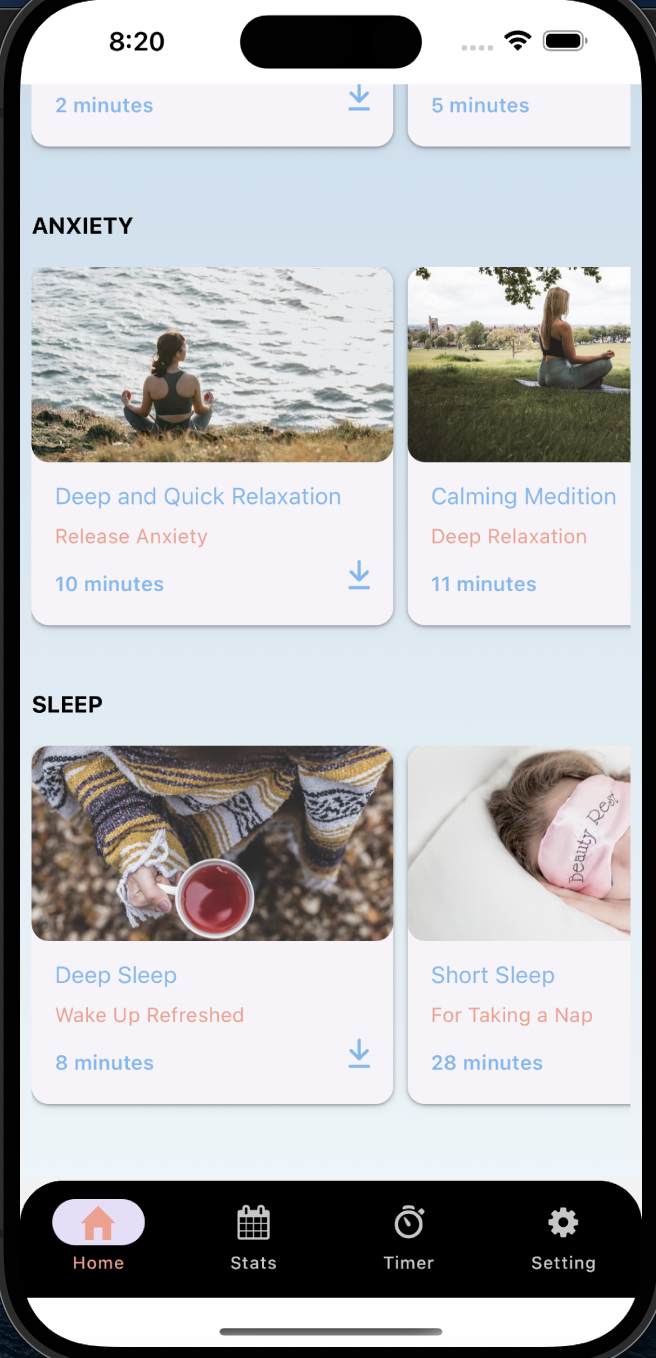 8:20
2 minutes
5 minutes
ANXIETY
Deep and Quick Relaxation
Calming Medition
Release Anxiety
Deep Relaxation
10 minutes
11 minutes
SLEEP
Beauty Rest
Deep Sleep
Short Sleep
Wake Up Refreshed
For Taking a Nap
8 minutes
28 minutes
Home
Stats
Timer
Setting